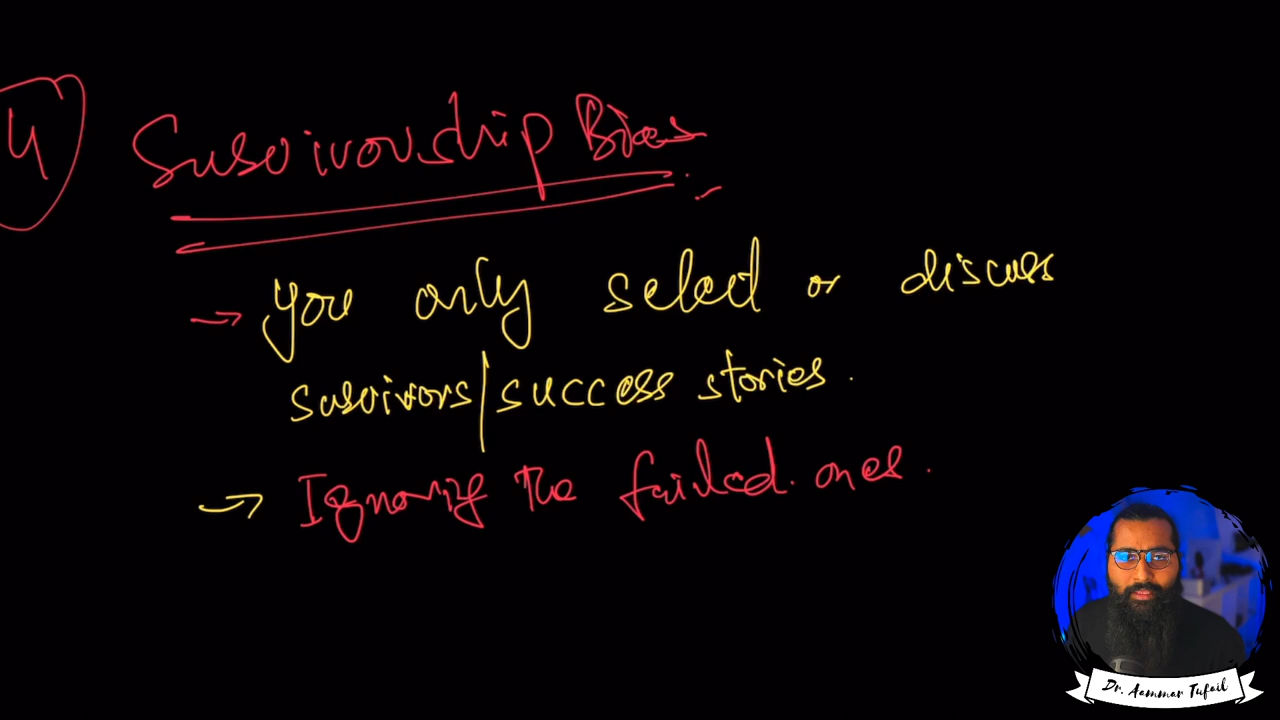 4 Survivorship Bias
→ You only select or discuss
survivors/success stories.
→ Ignoring the failed ones.
Dr. Aammar Tufail